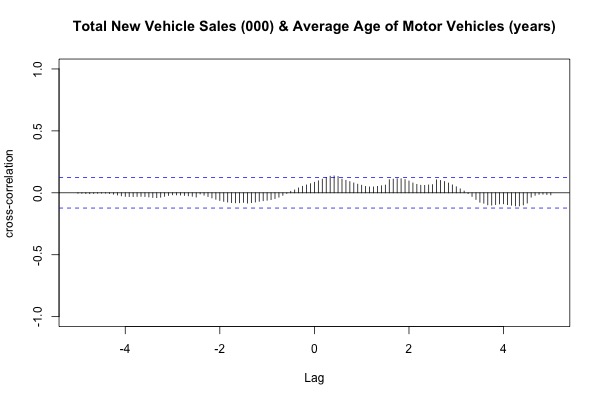 Total New Vehicle Sales (000) & Average Age of Motor Vehicles (years)
cross-correlation
1.0
0.5
0.0
-0.5
-1.0
-4 -2 0 2 4
Lag